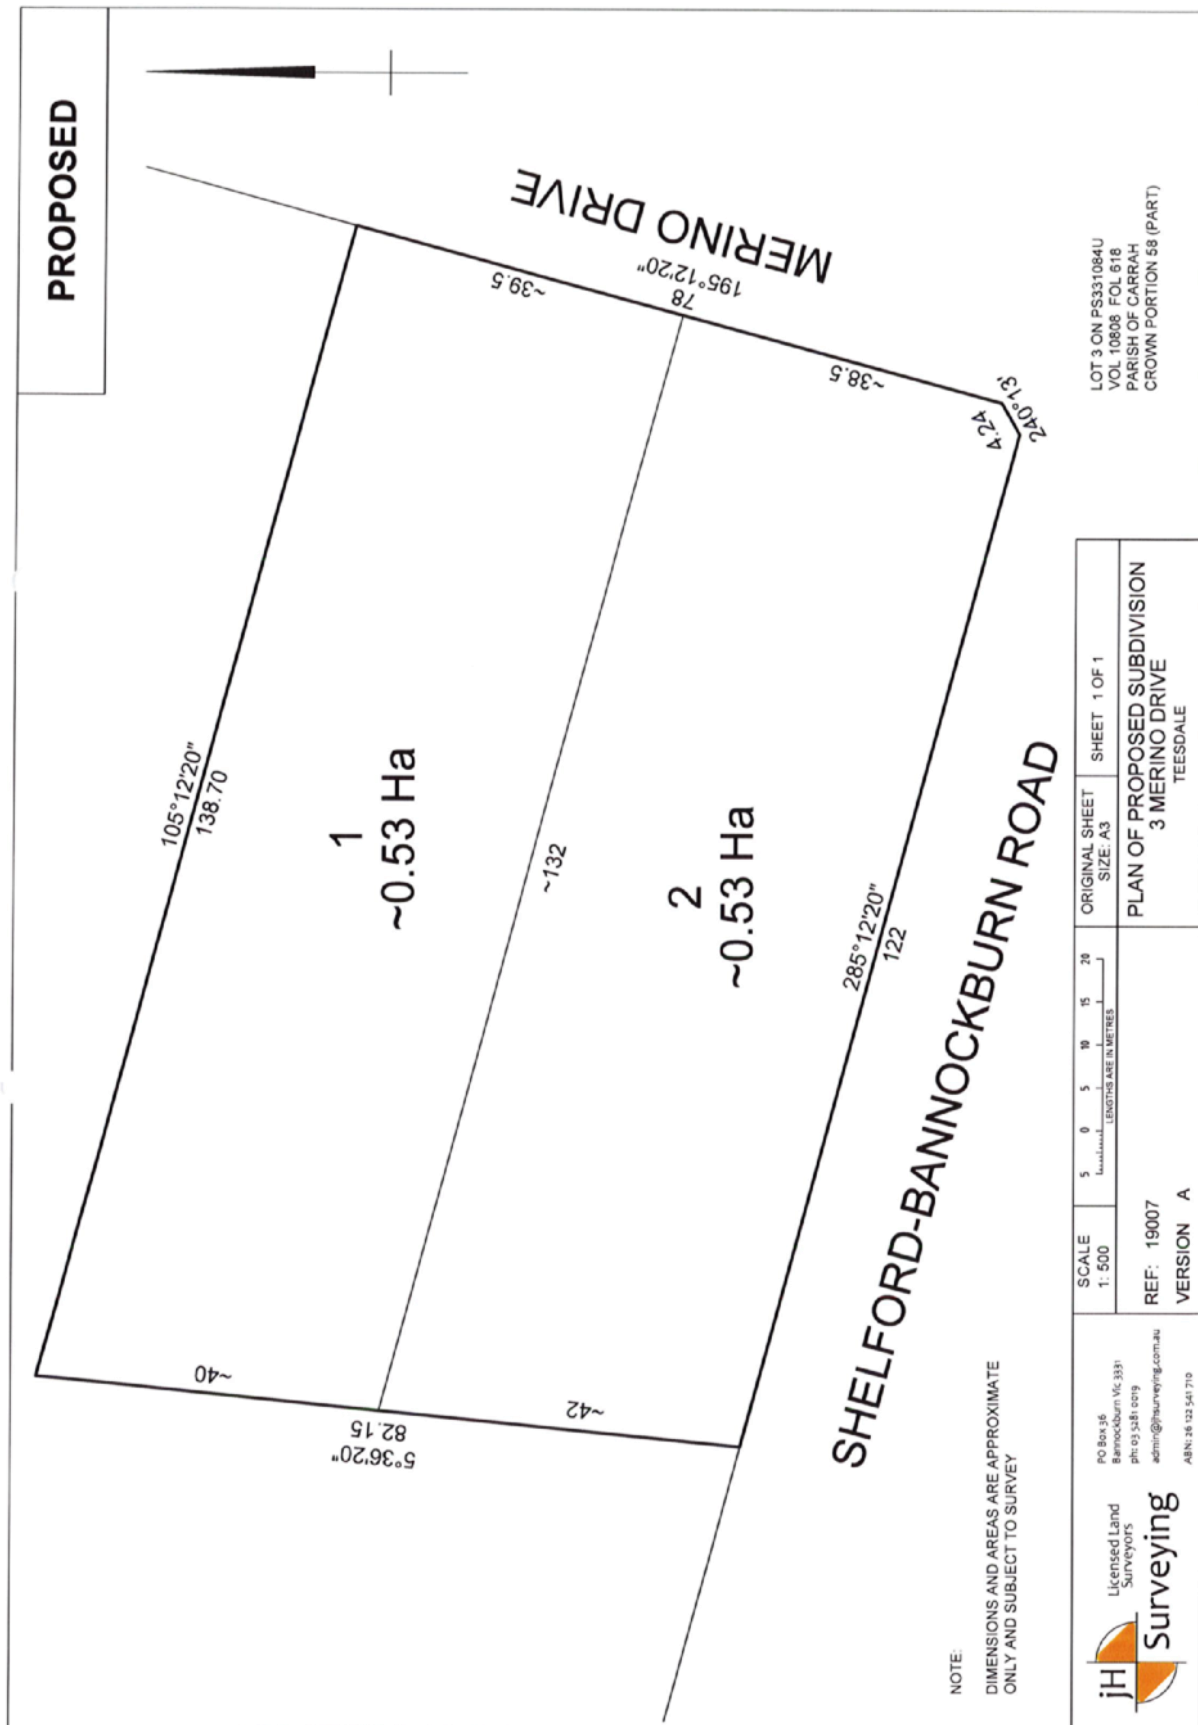 PROPOSED
MERINO DRIVE
195°12'20"
78
~39.5
~38.5
4.24
240°13'
105°12'20"
138.70
1
~0.53 Ha
~132
2
~0.53 Ha
285°12'20"
122
~40
5°36'20"
82.15
~42
SHELFORD-BANNOCKBURN ROAD
LOT 3 ON PS331084U
VOL 10808 FOL 618
PARISH OF CARRAH
CROWN PORTION 58 (PART)
NOTE:
DIMENSIONS AND AREAS ARE APPROXIMATE
ONLY AND SUBJECT TO SURVEY
jH
Licensed Land
Surveyors
Surveying
PO Box 36
Bannockburn Vic 3331
ph: 03 5281 0019
admin@jhsurveying.com.au
ABN: 26 122 541 710
SCALE
1: 500
5 0 5 10 15 20
LENGTHS ARE IN METRES
ORIGINAL SHEET
SIZE: A3
SHEET 1 OF 1
REF: 19007
VERSION A
PLAN OF PROPOSED SUBDIVISION
3 MERINO DRIVE
TEESDALE